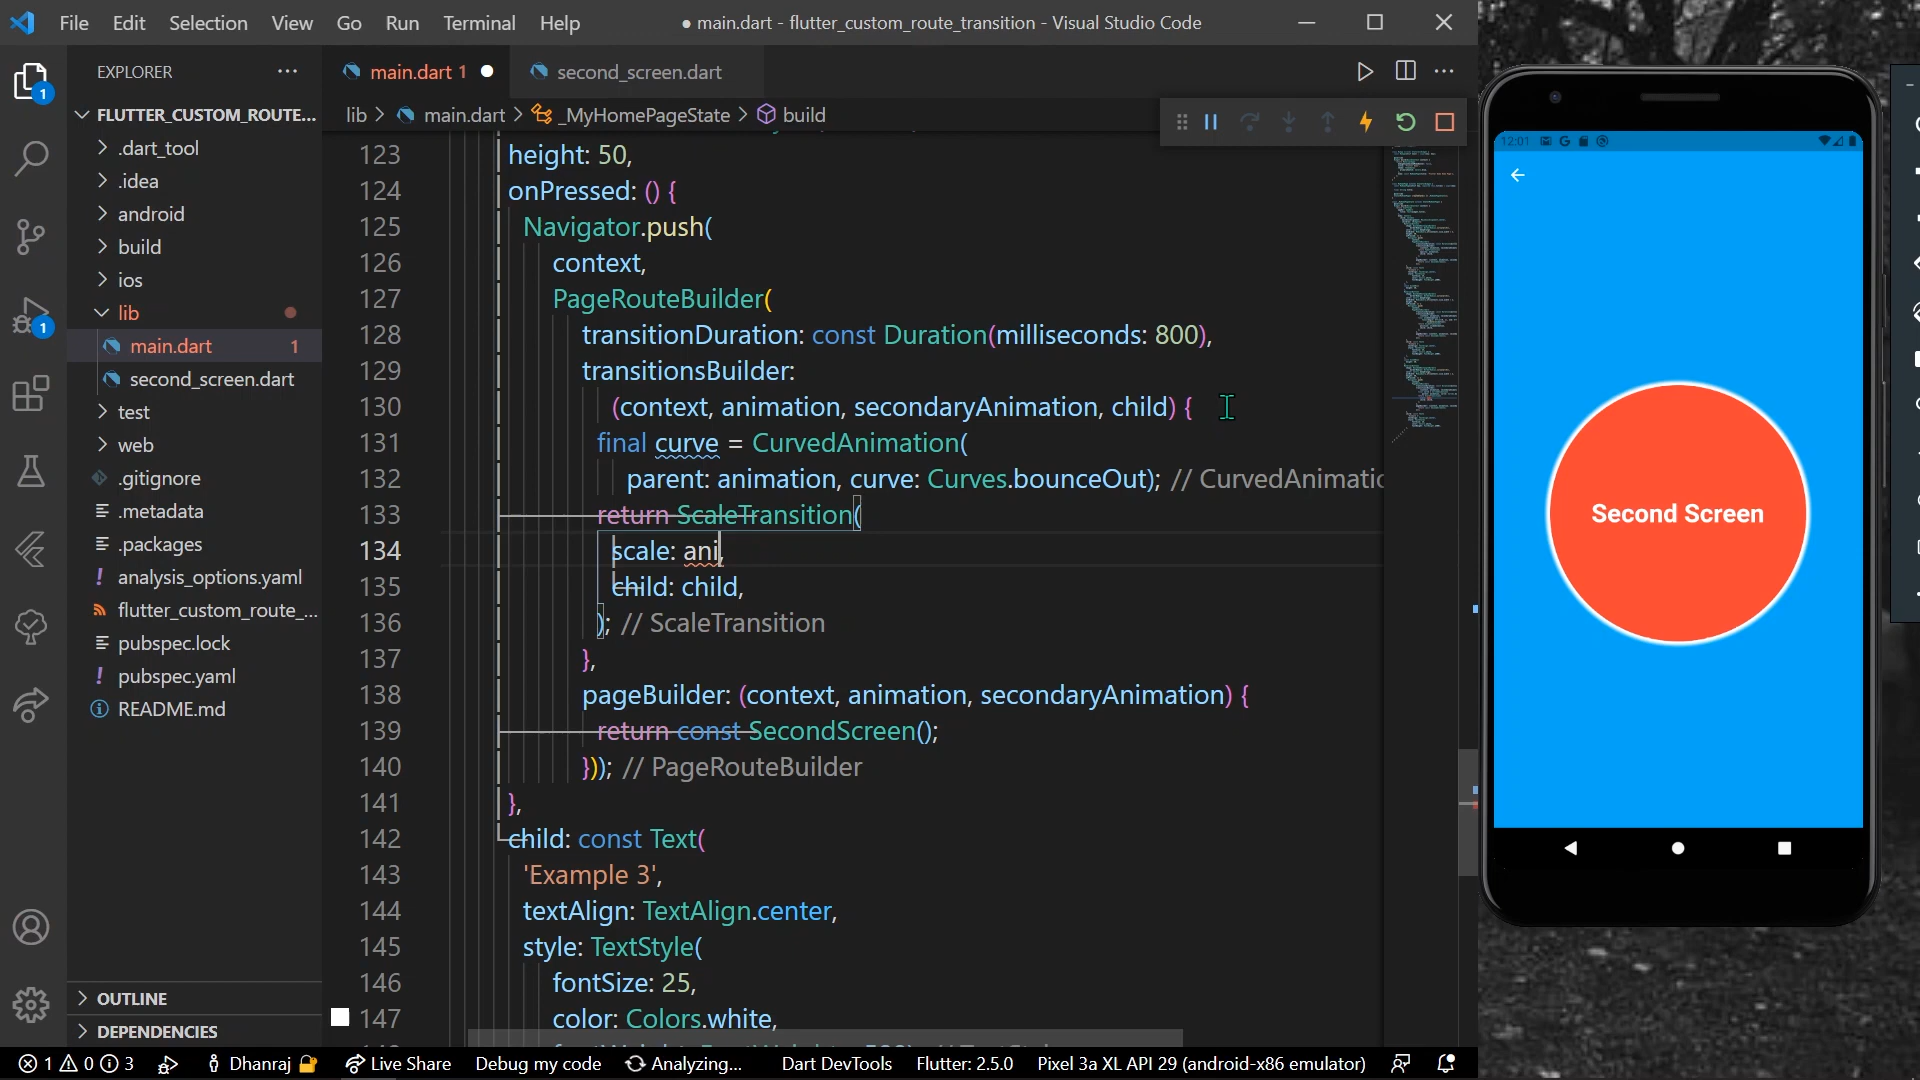 File Edit Selection View Go Run Terminal Help
● main.dart - flutter_custom_route_transition - Visual Studio Code
EXPLORER
FLUTTER_CUSTOM_ROUTE...
.dart_tool
.idea
android
build
ios
lib
main.dart 1
second_screen.dart
test
web
.gitignore
.metadata
.packages
analysis_options.yaml
flutter_custom_route_...
pubspec.lock
pubspec.yaml
README.md
OUTLINE
DEPENDENCIES
1
1
main.dart 1
second_screen.dart
lib > main.dart > _MyHomePageState > build
123 height: 50,
124 onPressed: () {
125 Navigator.push(
126 context,
127 PageRouteBuilder(
128 transitionDuration: const Duration(milliseconds: 800),
129 transitionsBuilder:
130 (context, animation, secondaryAnimation, child) {
131 final curve = CurvedAnimation(
132 parent: animation, curve: Curves.bounceOut); // CurvedAnimatic
133 return ScaleTransition(
134 scale: ani,
135 child: child,
136 ); // ScaleTransition
137 },
138 pageBuilder: (context, animation, secondaryAnimation) {
139 return const SecondScreen();
140 })); // PageRouteBuilder
141 },
142 child: const Text(
143 'Example 3',
144 textAlign: TextAlign.center,
145 style: TextStyle(
146 fontSize: 25,
147 color: Colors.white,
12:01
Second Screen
1 0 3 Dhanraj Live Share Debug my code Analyzing... Dart DevTools Flutter: 2.5.0 Pixel 3a XL API 29 (android-x86 emulator)